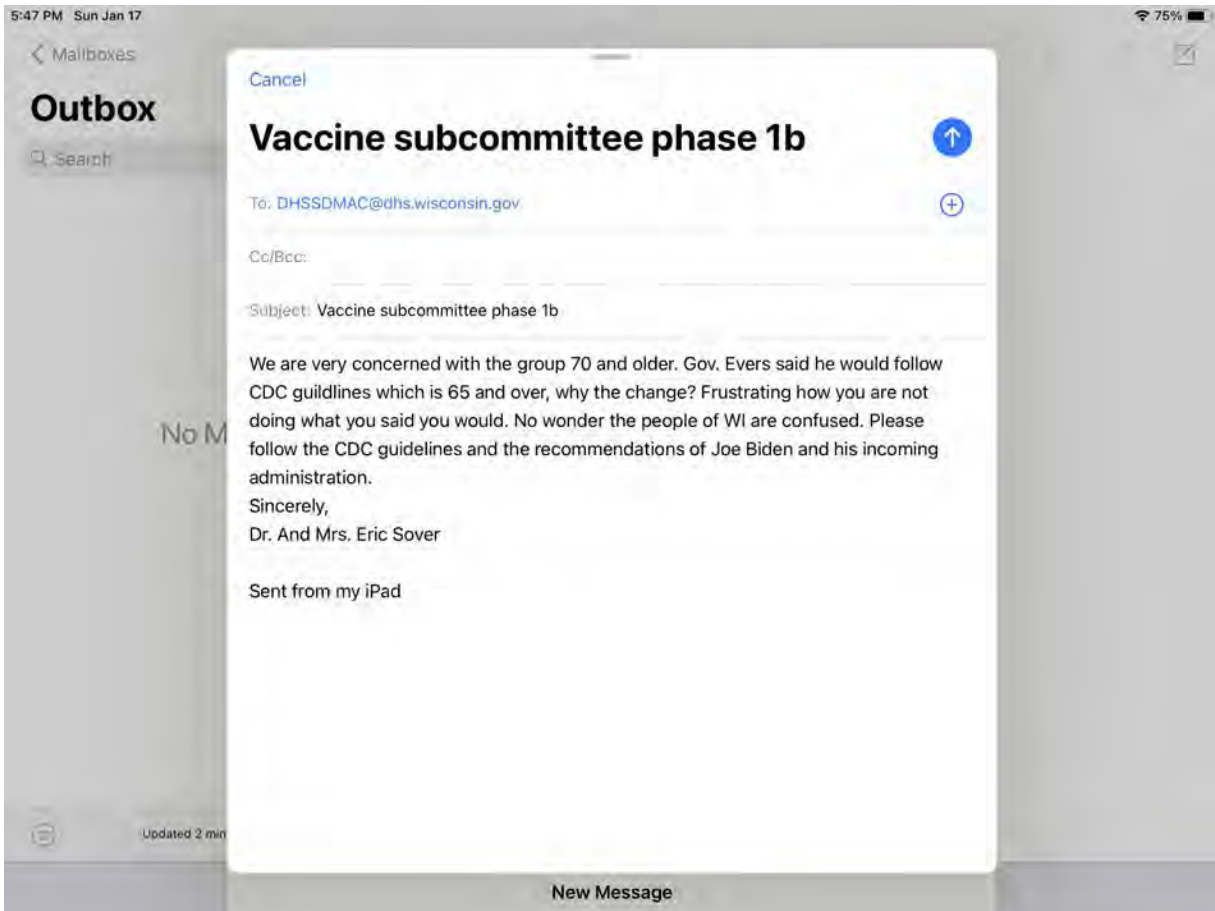 5:47 PM Sun Jan 17
75%
Mailboxes
Cancel
Outbox
Vaccine subcommittee phase 1b
Search
To: DHSSDMAC@dhs.wisconsin.gov
Cc/Bcc:
Subject: Vaccine subcommittee phase 1b
We are very concerned with the group 70 and older. Gov. Evers said he would follow
CDC guildlines which is 65 and over, why the change? Frustrating how you are not
doing what you said you would. No wonder the people of WI are confused. Please
No M
follow the CDC guidelines and the recommendations of Joe Biden and his incoming
administration.
Sincerely,
Dr. And Mrs. Eric Sover
Sent from my iPad
Updated 2 min
New Message